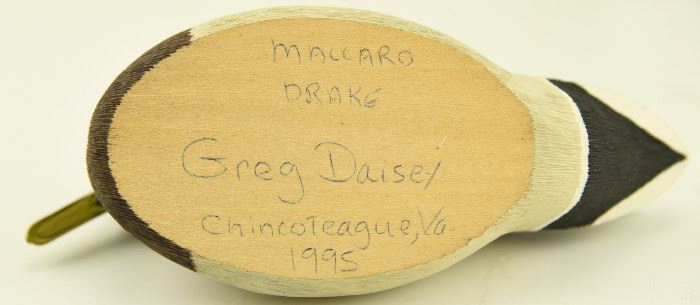 MALLARD
DRAKE
Greg Daisey
Chincoteague, Va.
1995